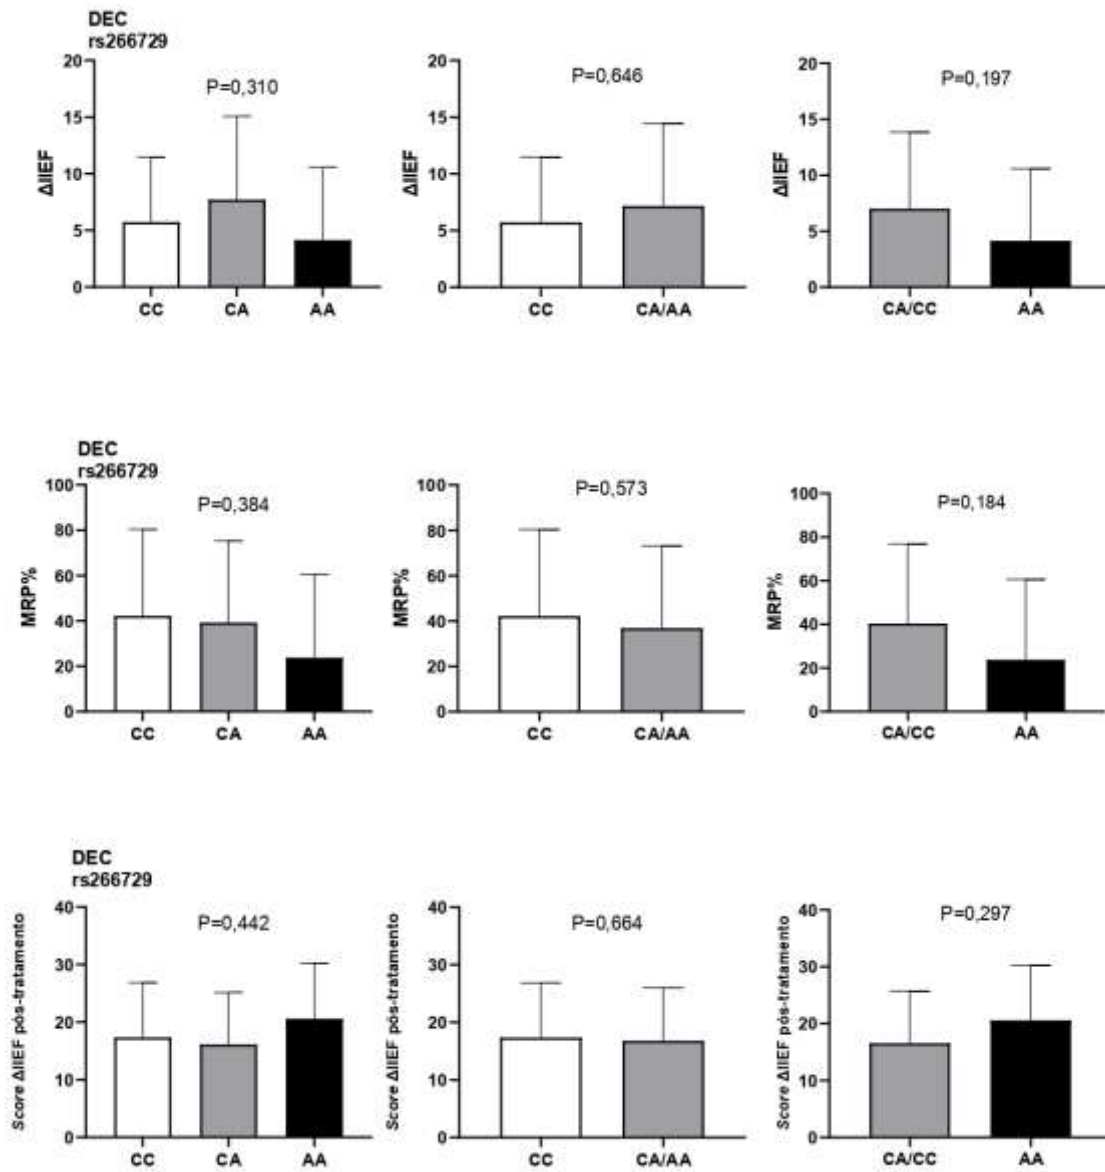 DEC
rs266729
ΔIIEF
20
15
10
5
0
P=0,310
CC CA AA
ΔIIEF
20
15
10
5
0
P=0,646
CC CA/AA
ΔIIEF
20
15
10
5
0
P=0,197
CA/CC AA
DEC
rs266729
MRP%
100
80
60
40
20
0
P=0,384
CC CA AA
MRP%
100
80
60
40
20
0
P=0,573
CC CA/AA
MRP%
100
80
60
40
20
0
P=0,184
CA/CC AA
DEC
rs266729
Score ΔIIEF pós-tratamento
40
30
20
10
0
P=0,442
CC CA AA
Score ΔIIEF pós-tratamento
40
30
20
10
0
P=0,664
CC CA/AA
Score ΔIIEF pós-tratamento
40
30
20
10
0
P=0,297
CA/CC AA